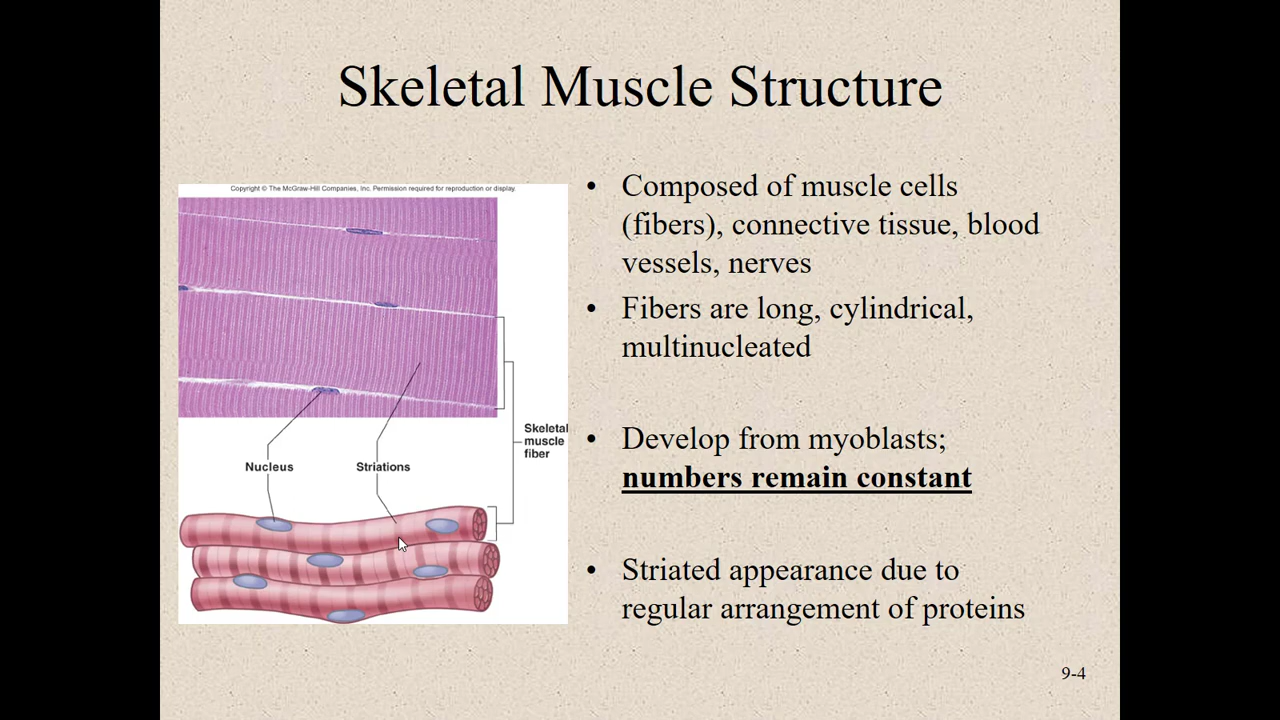 Skeletal Muscle Structure
Copyright © The McGraw-Hill Companies, Inc. Permission required for reproduction or display.
Skeletal
muscle
fiber
Nucleus
Striations
• Composed of muscle cells
(fibers), connective tissue, blood
vessels, nerves
• Fibers are long, cylindrical,
multinucleated
• Develop from myoblasts;
numbers remain constant
• Striated appearance due to
regular arrangement of proteins
9-4